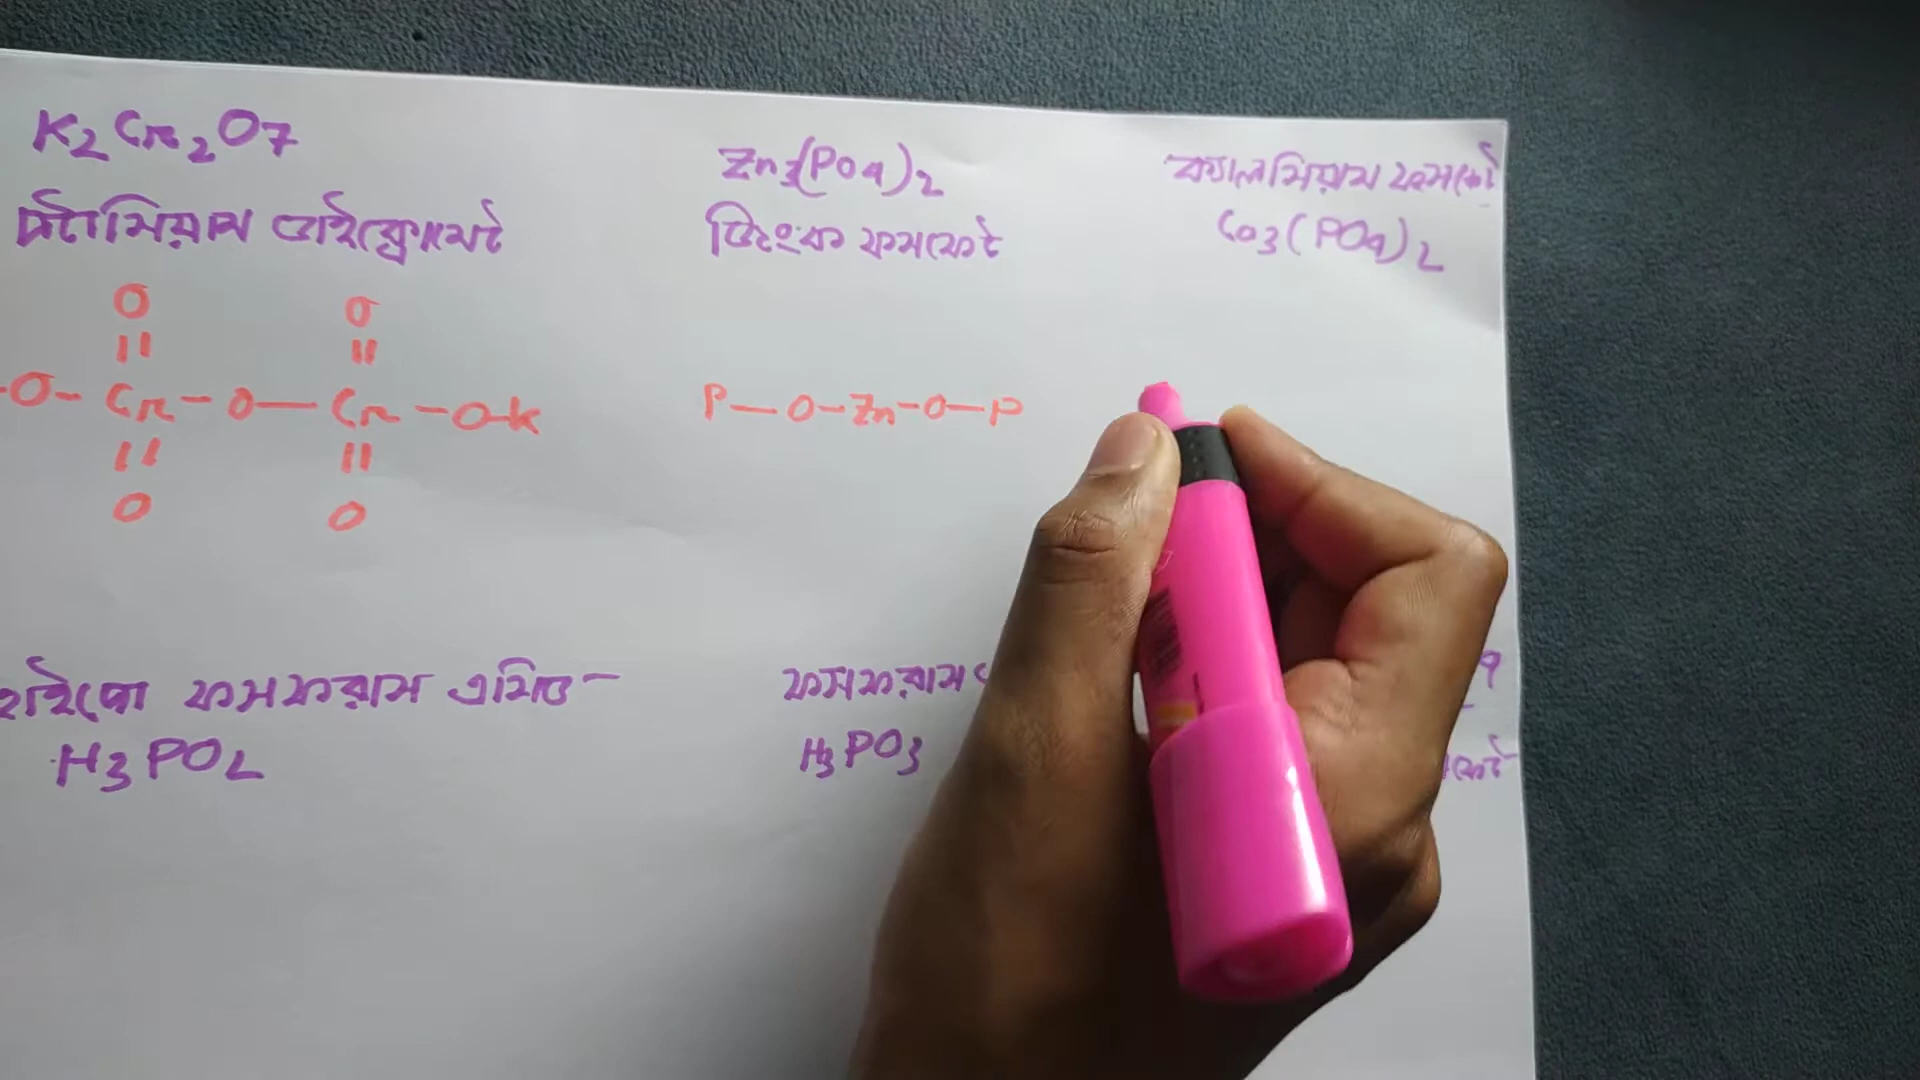 K2Cr2O7
পটাসিয়াম ডাইক্রোমেট
O O
|| ||
-O-Cr-O-Cr-O-K
|| ||
O O
Zn3(PO4)2
জিংক ফসফেট
P-O-Zn-O-P
ক্যালসিয়াম ফসফেট
Ca3(PO4)2
হাইপো ফসফরাস এসিড-
H3PO2
ফসফরাস
H3PO3